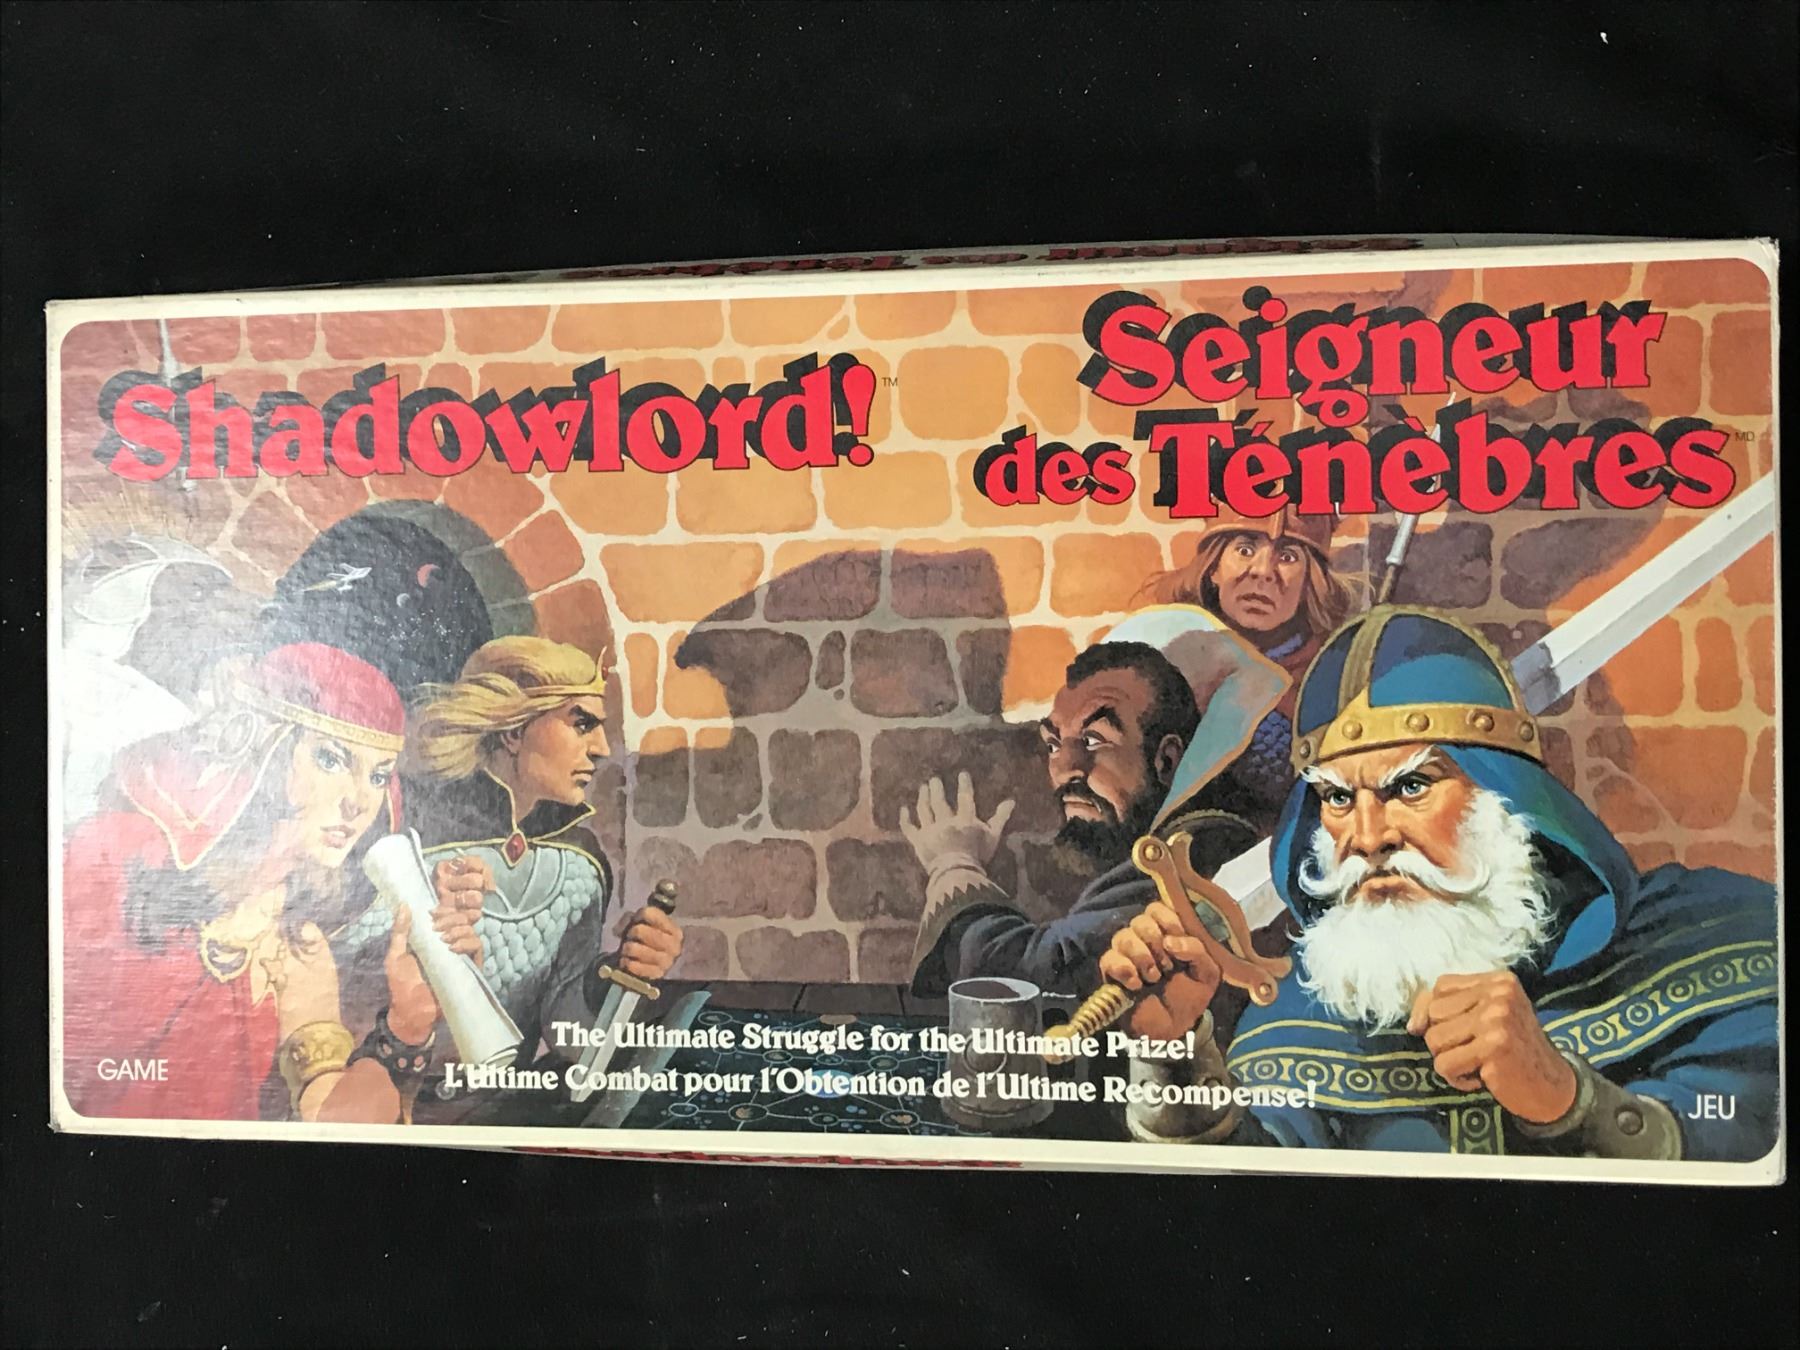 Shadowlord!™
Seigneur
des Ténèbres MD
The Ultimate Struggle for the Ultimate Prize!
L'Ultime Combat pour l'Obtention de l'Ultime Recompense!
GAME
JEU